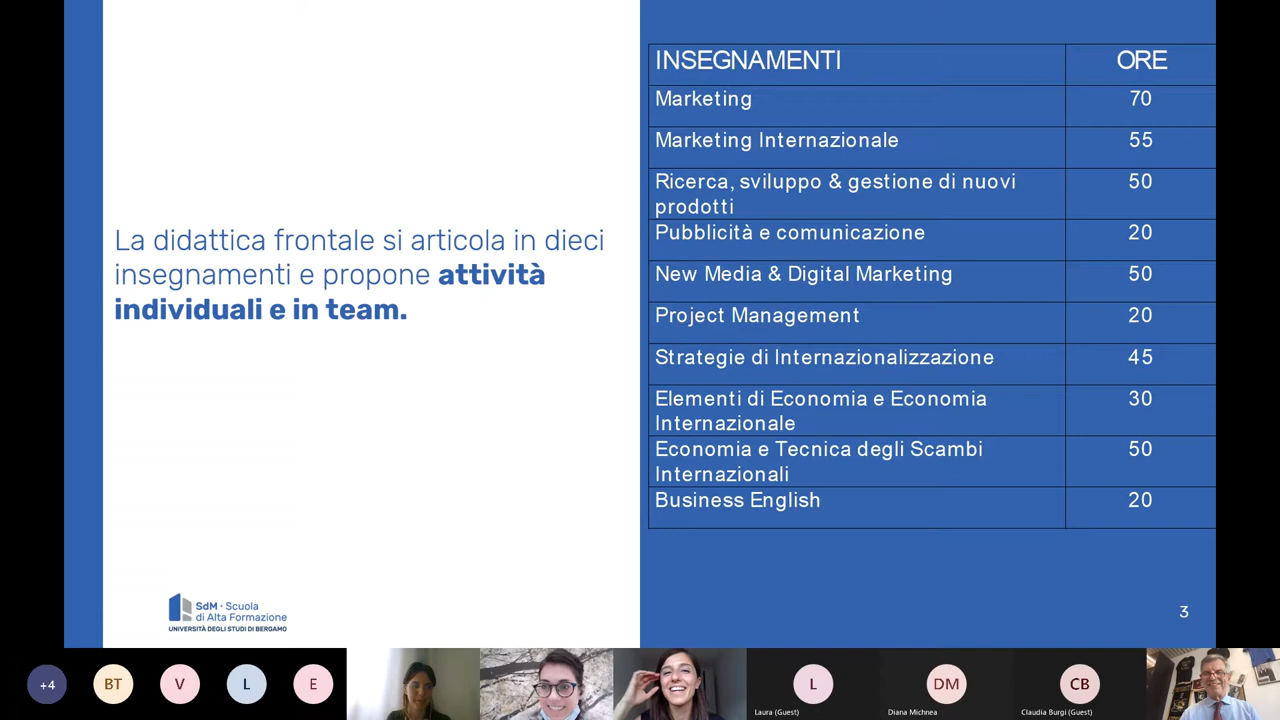 La didattica frontale si articola in dieci
insegnamenti e propone attività
individuali e in team.
SdM · Scuola
di Alta Formazione
UNIVERSITÀ DEGLI STUDI DI BERGAMO
INSEGNAMENTI ORE
Marketing 70
Marketing Internazionale 55
Ricerca, sviluppo & gestione di nuovi 50
prodotti
Pubblicità e comunicazione 20
New Media & Digital Marketing 50
Project Management 20
Strategie di Internazionalizzazione 45
Elementi di Economia e Economia 30
Internazionale
Economia e Tecnica degli Scambi 50
Internazionali
Business English 20
3
+4 BT V L E L DM CB
Laura (Guest) Diana Michnea Claudia Burgi (Guest)